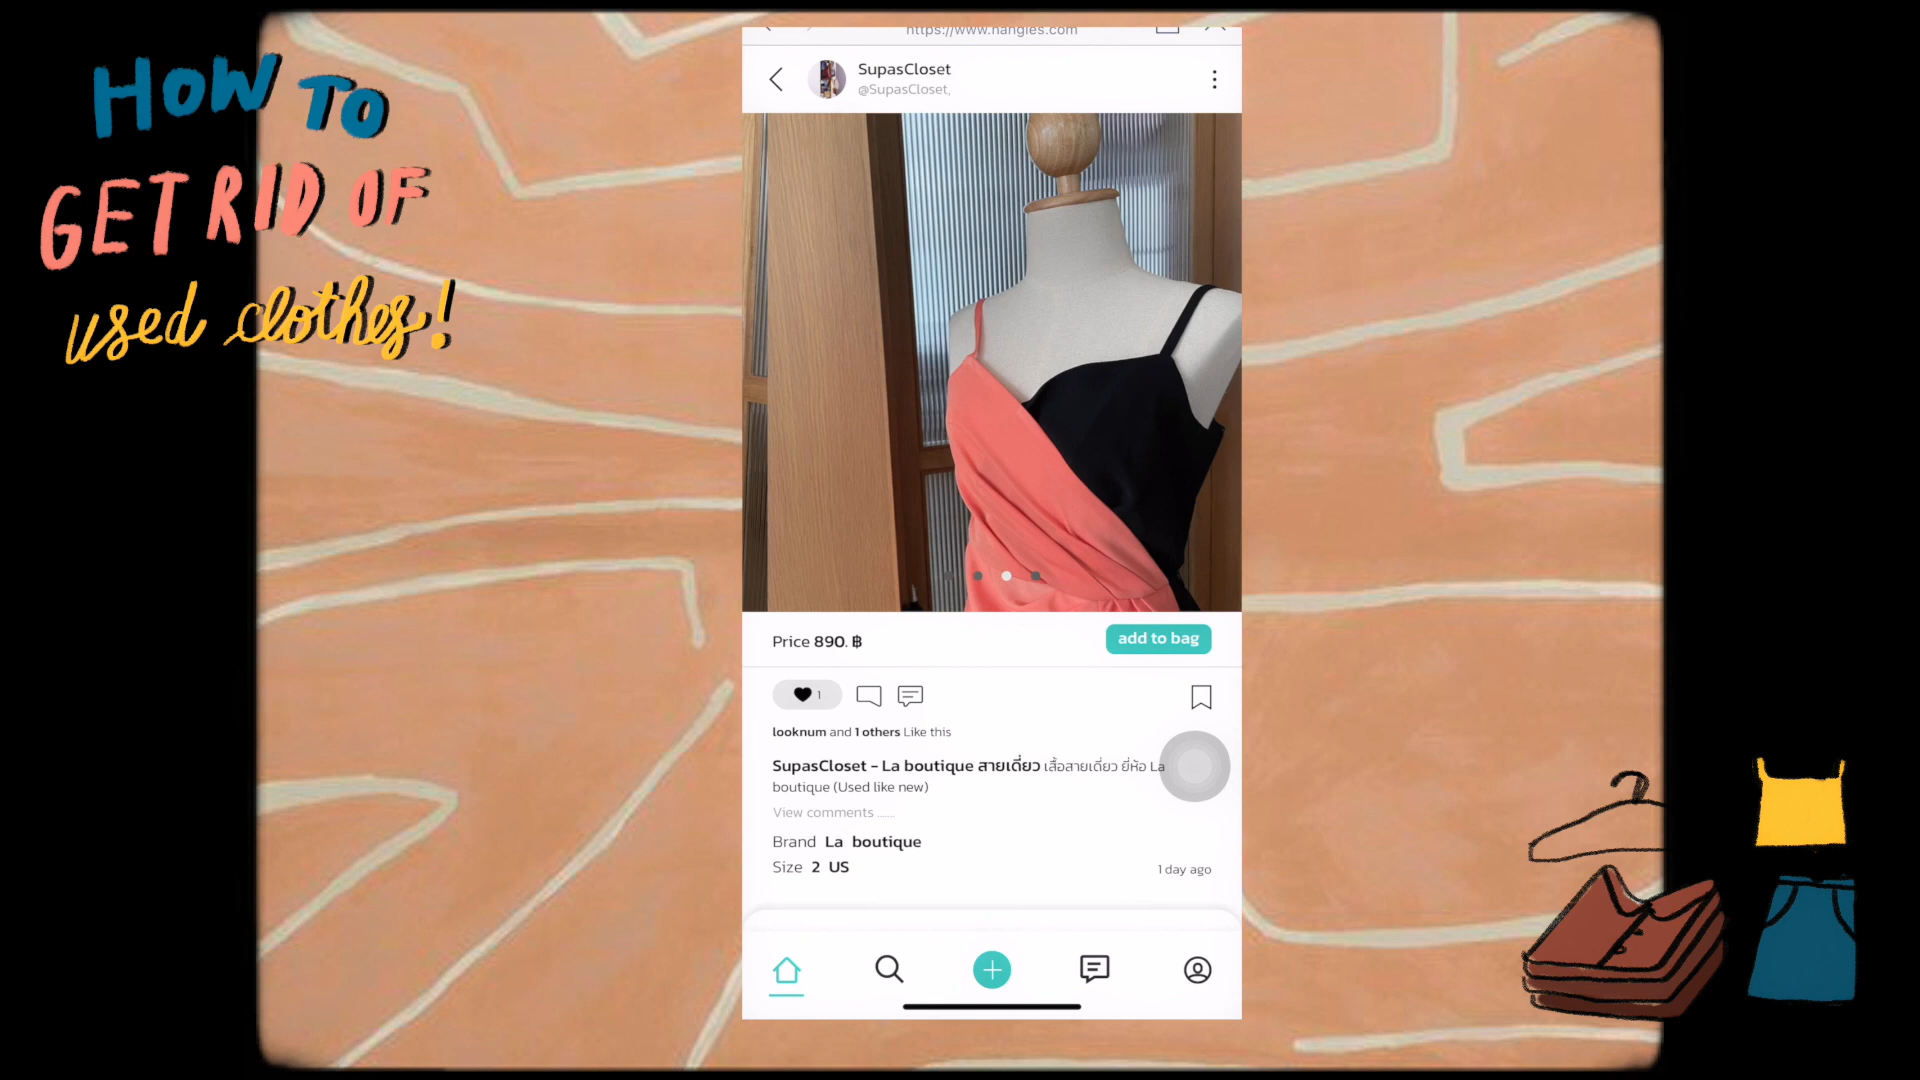 HOW TO
GET RID OF
used clothes!
https://www.hangles.com
SupasCloset
@SupasCloset,
Price 890. ฿
add to bag
1
looknum and 1 others Like this
SupasCloset - La boutique สายเดี่ยว เสื้อสายเดี่ยว ยี่ห้อ La
boutique (Used like new)
View comments ......
Brand La boutique
Size 2 US
1 day ago